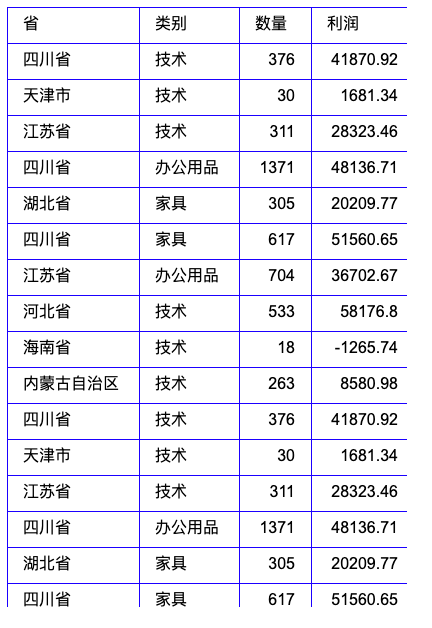 省 类别 数量 利润
四川省 技术 376 41870.92
天津市 技术 30 1681.34
江苏省 技术 311 28323.46
四川省 办公用品 1371 48136.71
湖北省 家具 305 20209.77
四川省 家具 617 51560.65
江苏省 办公用品 704 36702.67
河北省 技术 533 58176.8
海南省 技术 18 -1265.74
内蒙古自治区 技术 263 8580.98
四川省 技术 376 41870.92
天津市 技术 30 1681.34
江苏省 技术 311 28323.46
四川省 办公用品 1371 48136.71
湖北省 家具 305 20209.77
四川省 家具 617 51560.65